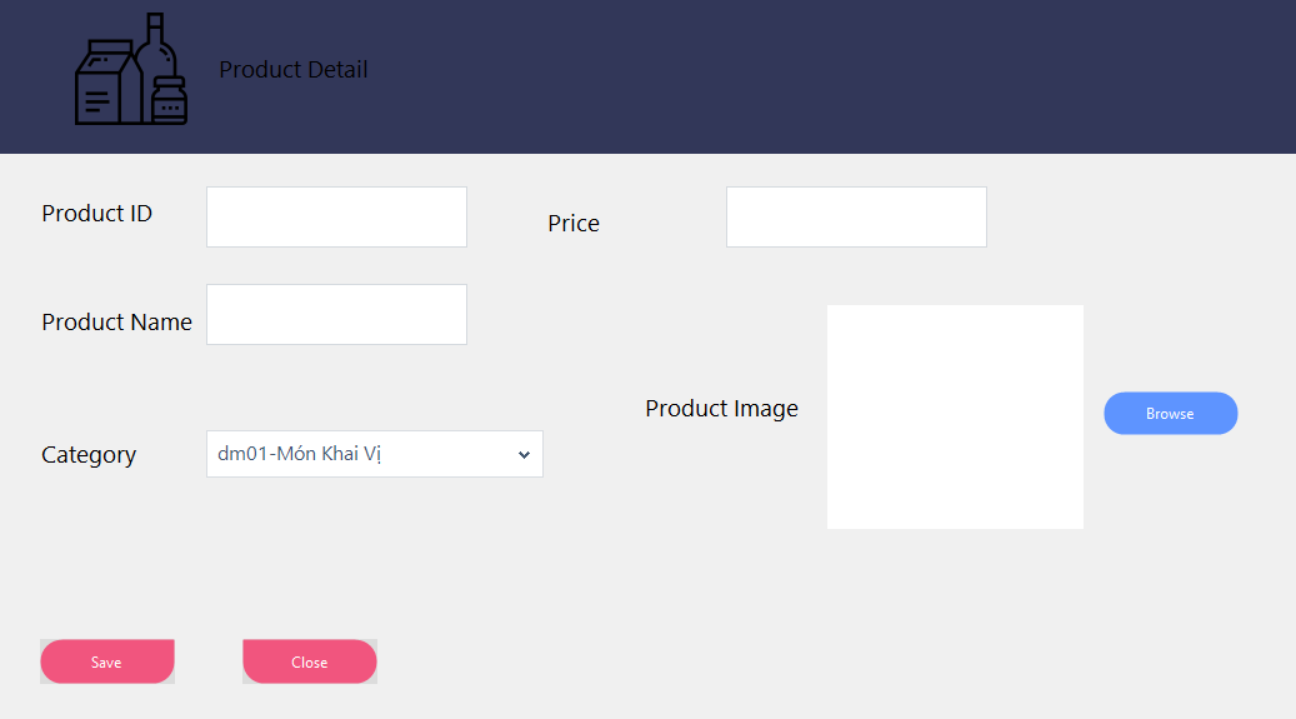 Product Detail
Product ID
Price
Product Name
Product Image
Browse
Category
dm01-Món Khai Vị
Save
Close